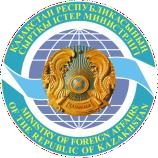 ҚАЗАҚСТАН РЕСПУБЛИКАСЫНЫҢ
СЫРТҚЫ ІСТЕР МИНИСТРЛІГІ
MINISTRY OF FOREIGN AFFAIRS
OF THE REPUBLIC OF KAZAKHSTAN